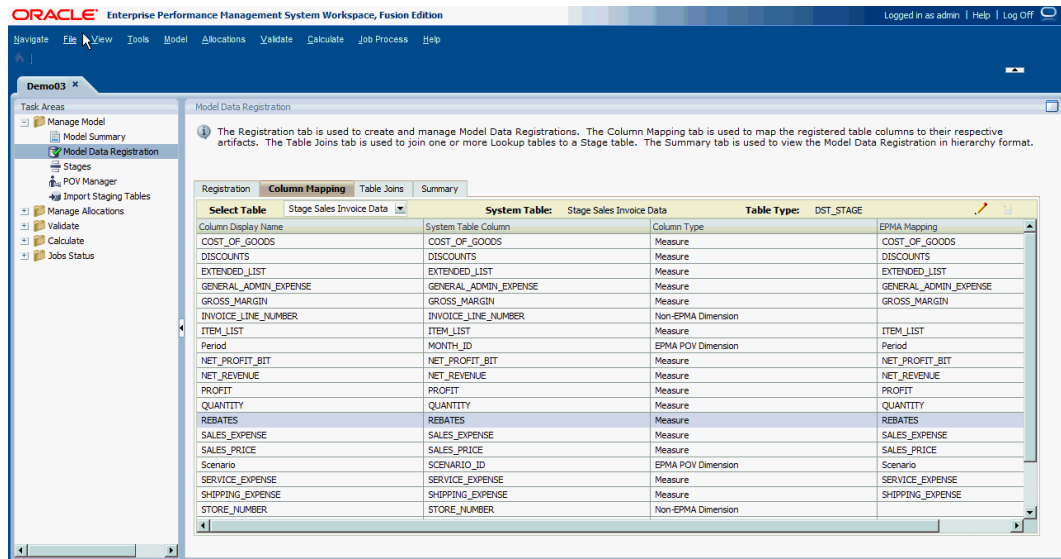 ORACLE® Enterprise Performance Management System Workspace, Fusion Edition Logged in as admin | Help | Log Off
Navigate File View Tools Model Allocations Validate Calculate Job Process Help
Demo03
Task Areas
Manage Model
Model Summary
Model Data Registration
Stages
POV Manager
Import Staging Tables
Manage Allocations
Validate
Calculate
Jobs Status
Model Data Registration
The Registration tab is used to create and manage Model Data Registrations. The Column Mapping tab is used to map the registered table columns to their respective
artifacts. The Table Joins tab is used to join one or more Lookup tables to a Stage table. The Summary tab is used to view the Model Data Registration in hierarchy format.
Registration Column Mapping Table Joins Summary
Select Table Stage Sales Invoice Data System Table: Stage Sales Invoice Data Table Type: DST_STAGE
Column Display Name System Table Column Column Type EPMA Mapping
COST_OF_GOODS COST_OF_GOODS Measure COST_OF_GOODS
DISCOUNTS DISCOUNTS Measure DISCOUNTS
EXTENDED_LIST EXTENDED_LIST Measure EXTENDED_LIST
GENERAL_ADMIN_EXPENSE GENERAL_ADMIN_EXPENSE Measure GENERAL_ADMIN_EXPENSE
GROSS_MARGIN GROSS_MARGIN Measure GROSS_MARGIN
INVOICE_LINE_NUMBER INVOICE_LINE_NUMBER Non-EPMA Dimension
ITEM_LIST ITEM_LIST Measure ITEM_LIST
Period MONTH_ID EPMA POV Dimension Period
NET_PROFIT_BIT NET_PROFIT_BIT Measure NET_PROFIT_BIT
NET_REVENUE NET_REVENUE Measure NET_REVENUE
PROFIT PROFIT Measure PROFIT
QUANTITY QUANTITY Measure QUANTITY
REBATES REBATES Measure REBATES
SALES_EXPENSE SALES_EXPENSE Measure SALES_EXPENSE
SALES_PRICE SALES_PRICE Measure SALES_PRICE
Scenario SCENARIO_ID EPMA POV Dimension Scenario
SERVICE_EXPENSE SERVICE_EXPENSE Measure SERVICE_EXPENSE
SHIPPING_EXPENSE SHIPPING_EXPENSE Measure SHIPPING_EXPENSE
STORE_NUMBER STORE_NUMBER Non-EPMA Dimension